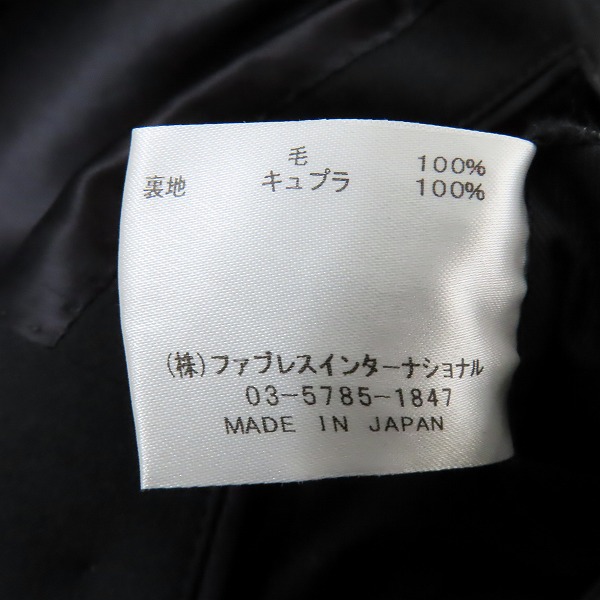 毛 100%
裏地 キュプラ 100%
(株)ファブレスインターナショナル
03-5785-1847
MADE IN JAPAN